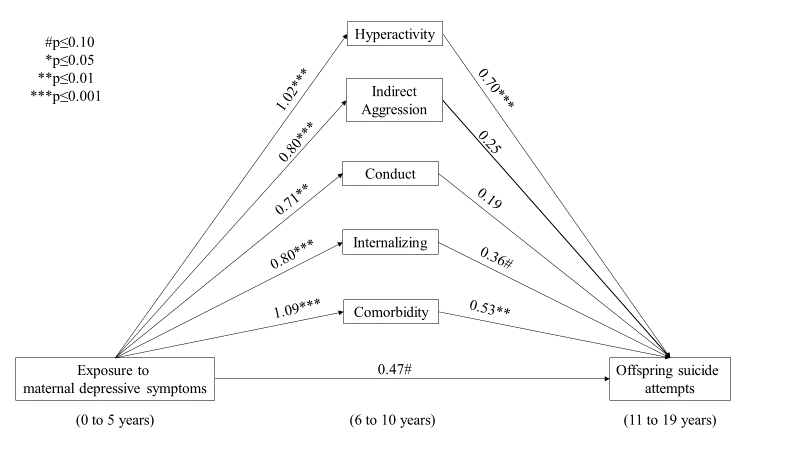 #p≤0.10
*p≤0.05
**p≤0.01
***p≤0.001
Hyperactivity
Indirect
Aggression
Conduct
Internalizing
Comorbidity
1.02***
0.80***
0.71**
0.80***
1.09***
0.70***
0.25
0.19
0.36#
0.53**
Exposure to
maternal depressive symptoms
0.47#
Offspring suicide
attempts
(0 to 5 years)
(6 to 10 years)
(11 to 19 years)